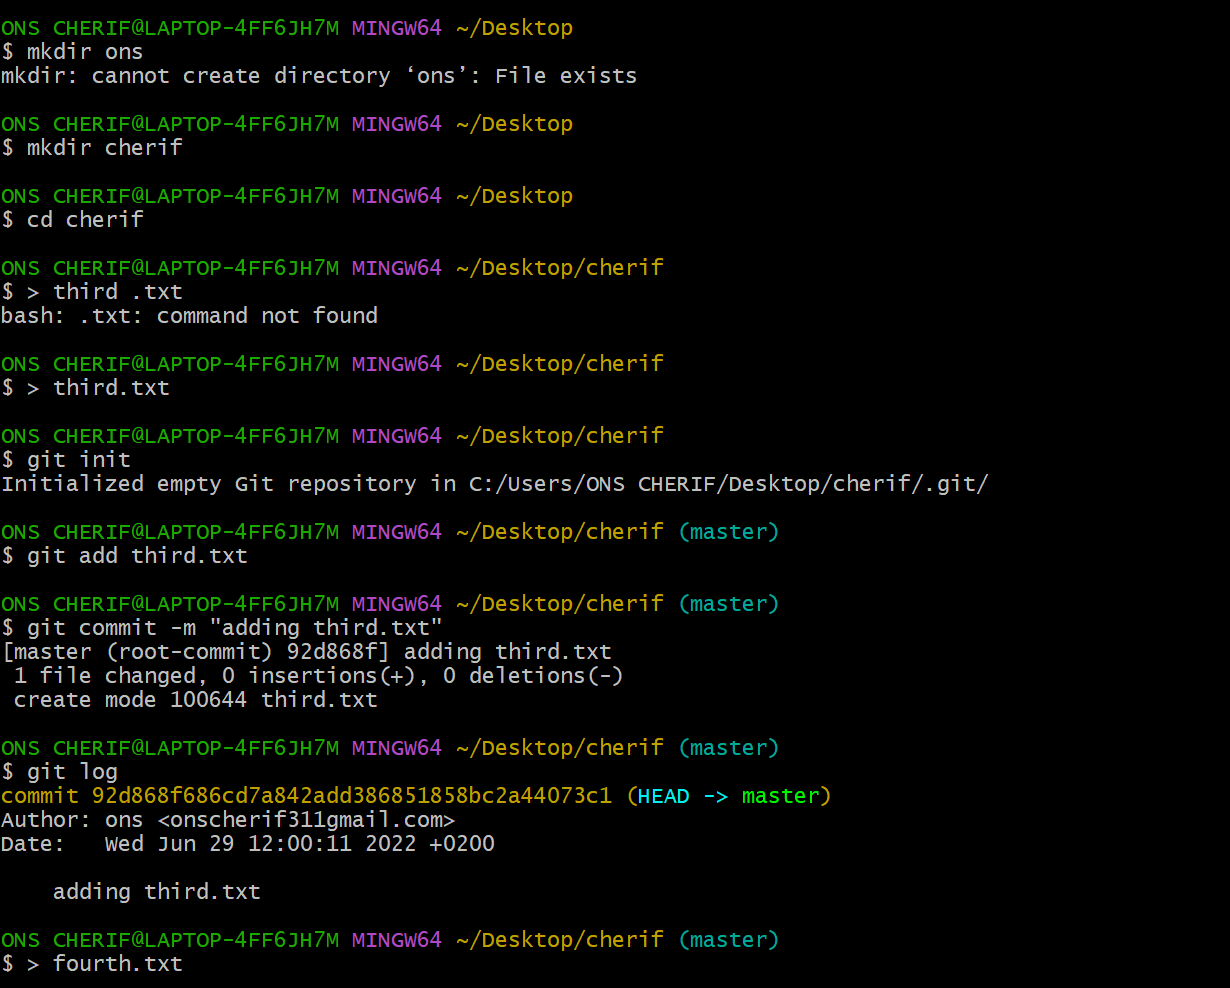 ONS CHERIF@LAPTOP-4FF6JH7M MINGW64 ~/Desktop
$ mkdir ons
mkdir: cannot create directory ‘ons’: File exists
ONS CHERIF@LAPTOP-4FF6JH7M MINGW64 ~/Desktop
$ mkdir cherif
ONS CHERIF@LAPTOP-4FF6JH7M MINGW64 ~/Desktop
$ cd cherif
ONS CHERIF@LAPTOP-4FF6JH7M MINGW64 ~/Desktop/cherif
$ > third .txt
bash: .txt: command not found
ONS CHERIF@LAPTOP-4FF6JH7M MINGW64 ~/Desktop/cherif
$ > third.txt
ONS CHERIF@LAPTOP-4FF6JH7M MINGW64 ~/Desktop/cherif
$ git init
Initialized empty Git repository in C:/Users/ONS CHERIF/Desktop/cherif/.git/
ONS CHERIF@LAPTOP-4FF6JH7M MINGW64 ~/Desktop/cherif (master)
$ git add third.txt
ONS CHERIF@LAPTOP-4FF6JH7M MINGW64 ~/Desktop/cherif (master)
$ git commit -m "adding third.txt"
[master (root-commit) 92d868f] adding third.txt
 1 file changed, 0 insertions(+), 0 deletions(-)
 create mode 100644 third.txt
ONS CHERIF@LAPTOP-4FF6JH7M MINGW64 ~/Desktop/cherif (master)
$ git log
commit 92d868f686cd7a842add386851858bc2a44073c1 (HEAD -> master)
Author: ons <onscherif311gmail.com>
Date:   Wed Jun 29 12:00:11 2022 +0200
    adding third.txt
ONS CHERIF@LAPTOP-4FF6JH7M MINGW64 ~/Desktop/cherif (master)
$ > fourth.txt